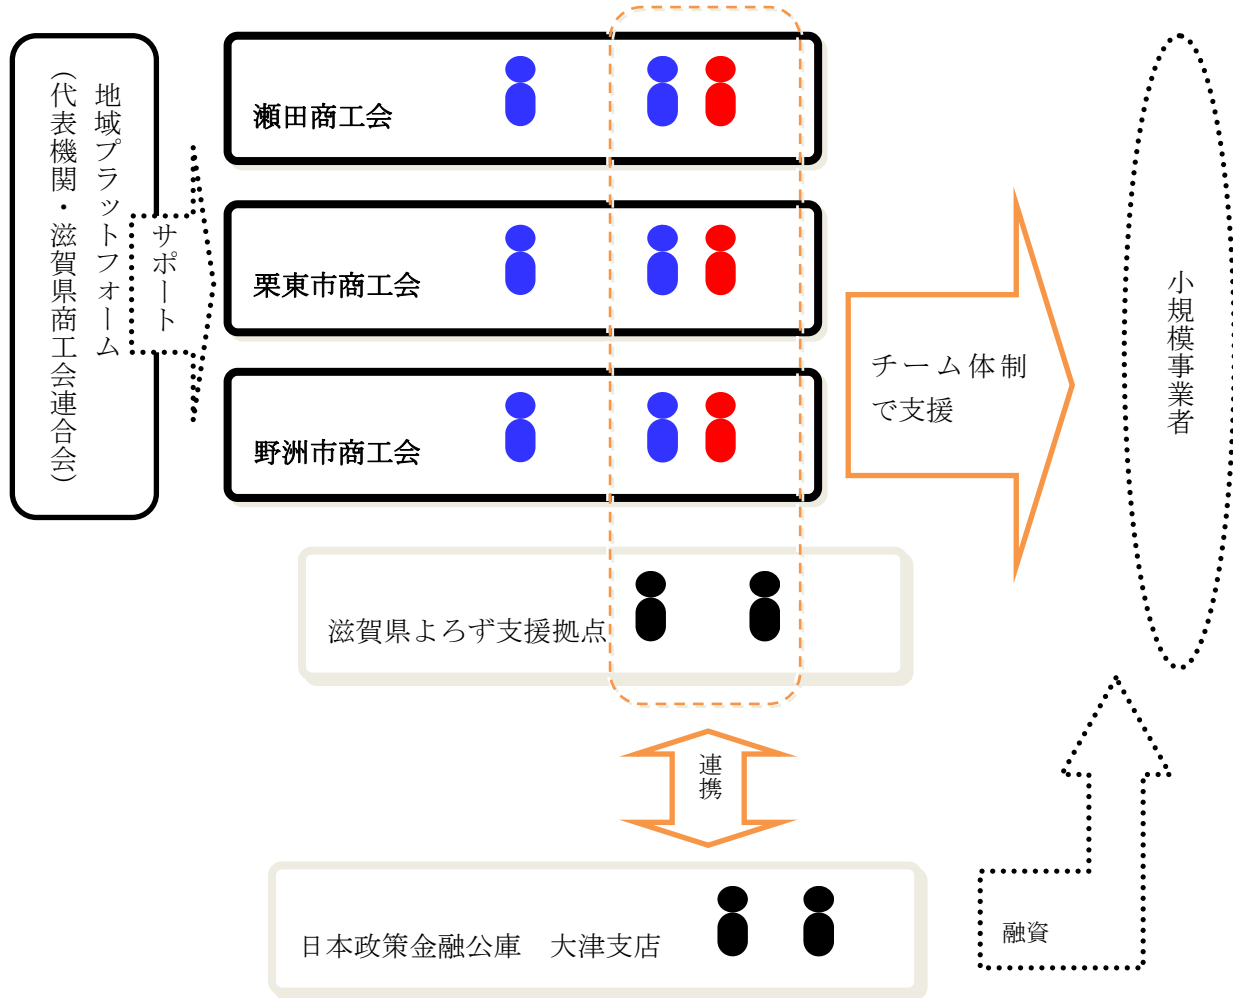 地域プラットフォーム
（代表機関・滋賀県商工会連合会）
サポート
瀬田商工会
栗東市商工会
野洲市商工会
チーム体制
で支援
小規模事業者
滋賀県よろず支援拠点
連携
日本政策金融公庫　大津支店
融資